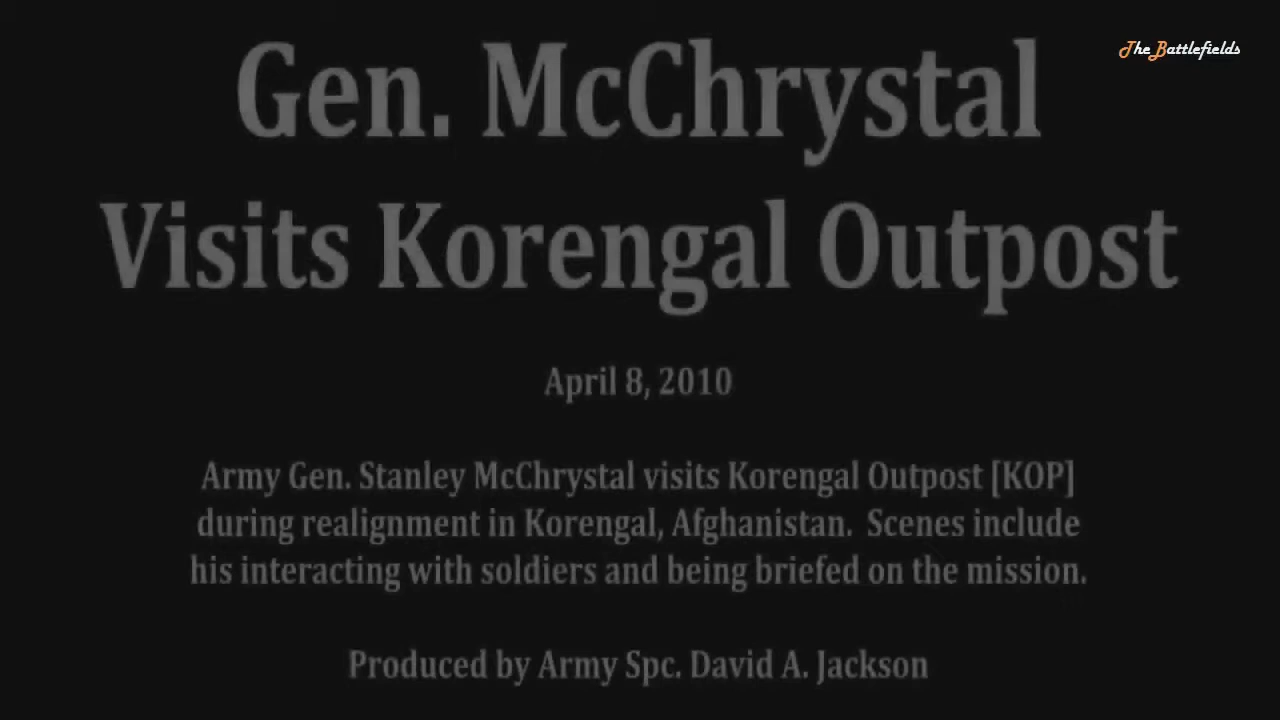 The Battlefields
Gen. McChrystal
Visits Korengal Outpost
April 8, 2010
Army Gen. Stanley McChrystal visits Korengal Outpost [KOP]
during realignment in Korengal, Afghanistan. Scenes include
his interacting with soldiers and being briefed on the mission.
Produced by Army Spc. David A. Jackson